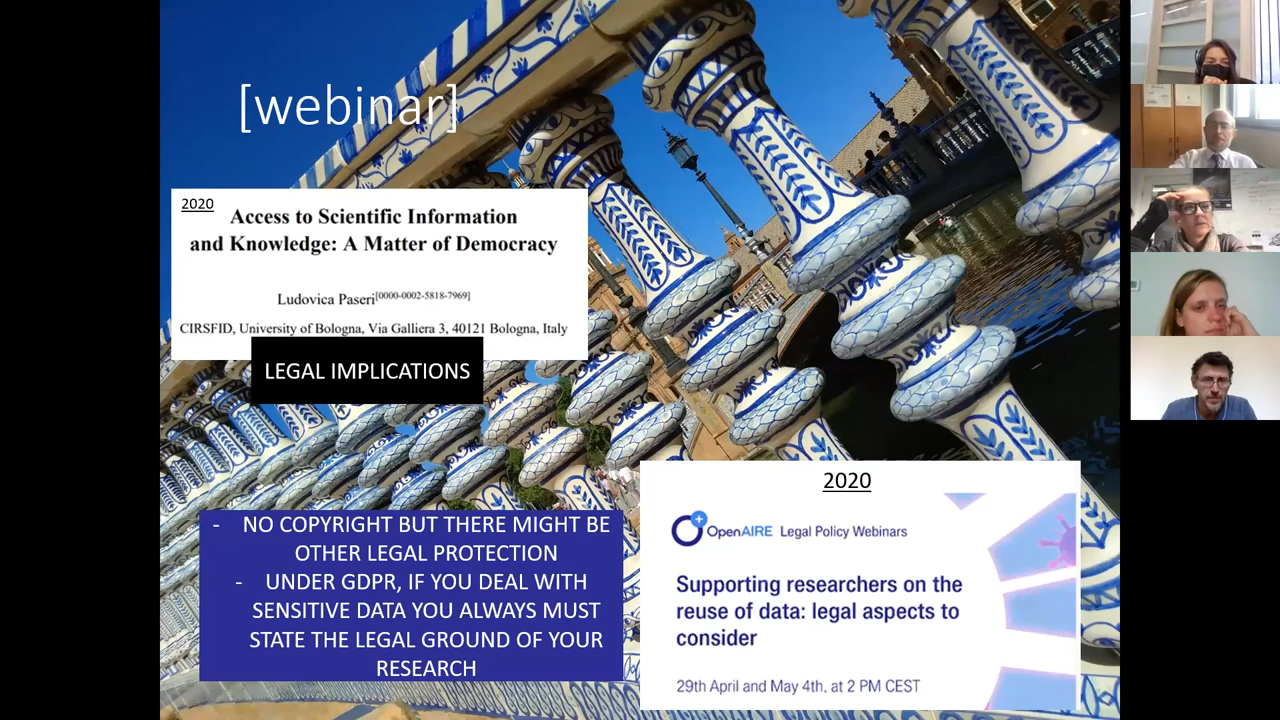 [webinar]
2020
Access to Scientific Information
and Knowledge: A Matter of Democracy
Ludovica Paseri[0000-0002-5818-7969]
CIRSFID, University of Bologna, Via Galliera 3, 40121 Bologna, Italy
LEGAL IMPLICATIONS
- NO COPYRIGHT BUT THERE MIGHT BE
OTHER LEGAL PROTECTION
- UNDER GDPR, IF YOU DEAL WITH
SENSITIVE DATA YOU ALWAYS MUST
STATE THE LEGAL GROUND OF YOUR
RESEARCH
2020
OpenAIRE Legal Policy Webinars
Supporting researchers on the
reuse of data: legal aspects to
consider
29th April and May 4th, at 2 PM CEST